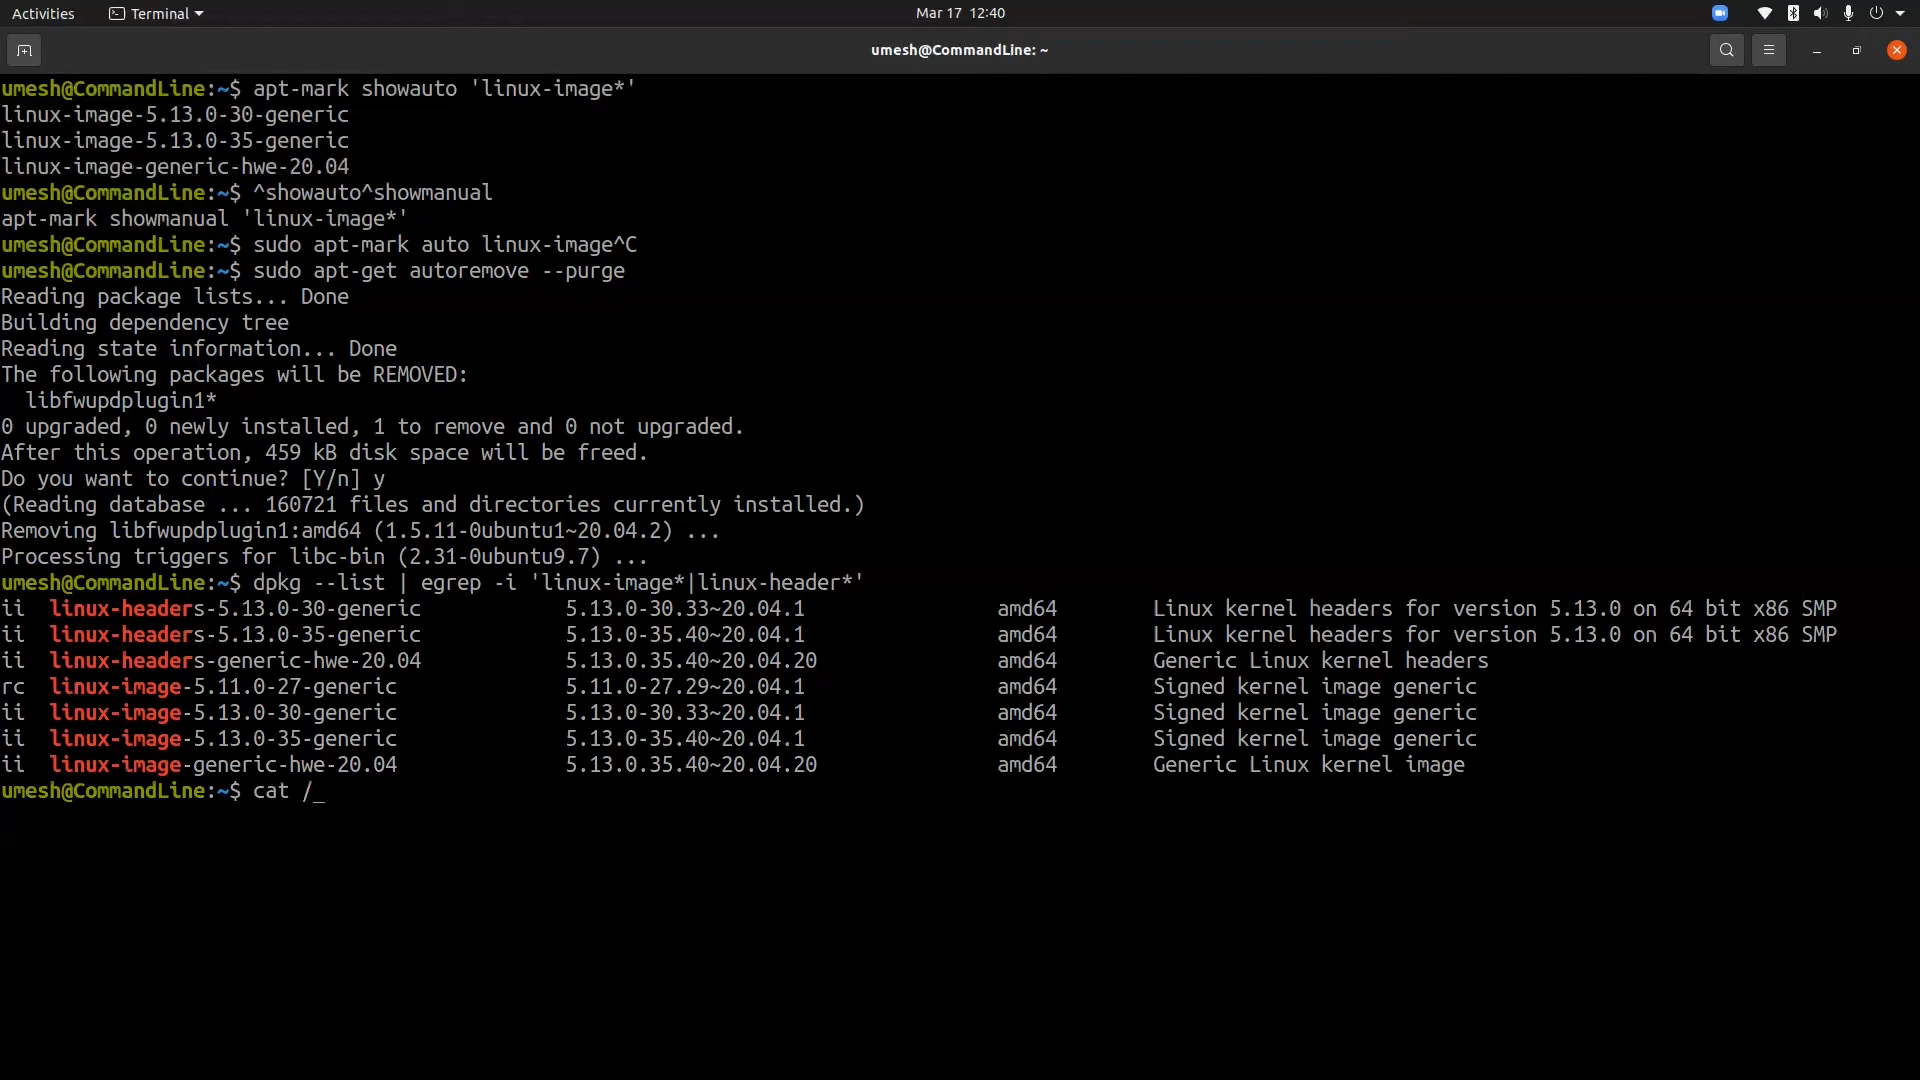 Activities Terminal Mar 17 12:40
umesh@CommandLine: ~
umesh@CommandLine:~$ apt-mark showauto 'linux-image*'
linux-image-5.13.0-30-generic
linux-image-5.13.0-35-generic
linux-image-generic-hwe-20.04
umesh@CommandLine:~$ ^showauto^showmanual
apt-mark showmanual 'linux-image*'
umesh@CommandLine:~$ sudo apt-mark auto linux-image^C
umesh@CommandLine:~$ sudo apt-get autoremove --purge
Reading package lists... Done
Building dependency tree
Reading state information... Done
The following packages will be REMOVED:
  libfwupdplugin1*
0 upgraded, 0 newly installed, 1 to remove and 0 not upgraded.
After this operation, 459 kB disk space will be freed.
Do you want to continue? [Y/n] y
(Reading database ... 160721 files and directories currently installed.)
Removing libfwupdplugin1:amd64 (1.5.11-0ubuntu1~20.04.2) ...
Processing triggers for libc-bin (2.31-0ubuntu9.7) ...
umesh@CommandLine:~$ dpkg --list | egrep -i 'linux-image*|linux-header*'
ii  linux-headers-5.13.0-30-generic            5.13.0-30.33~20.04.1                amd64        Linux kernel headers for version 5.13.0 on 64 bit x86 SMP
ii  linux-headers-5.13.0-35-generic            5.13.0-35.40~20.04.1                amd64        Linux kernel headers for version 5.13.0 on 64 bit x86 SMP
ii  linux-headers-generic-hwe-20.04            5.13.0.35.40~20.04.20               amd64        Generic Linux kernel headers
rc  linux-image-5.11.0-27-generic              5.11.0-27.29~20.04.1                amd64        Signed kernel image generic
ii  linux-image-5.13.0-30-generic              5.13.0-30.33~20.04.1                amd64        Signed kernel image generic
ii  linux-image-5.13.0-35-generic              5.13.0-35.40~20.04.1                amd64        Signed kernel image generic
ii  linux-image-generic-hwe-20.04              5.13.0.35.40~20.04.20               amd64        Generic Linux kernel image
umesh@CommandLine:~$ cat /_